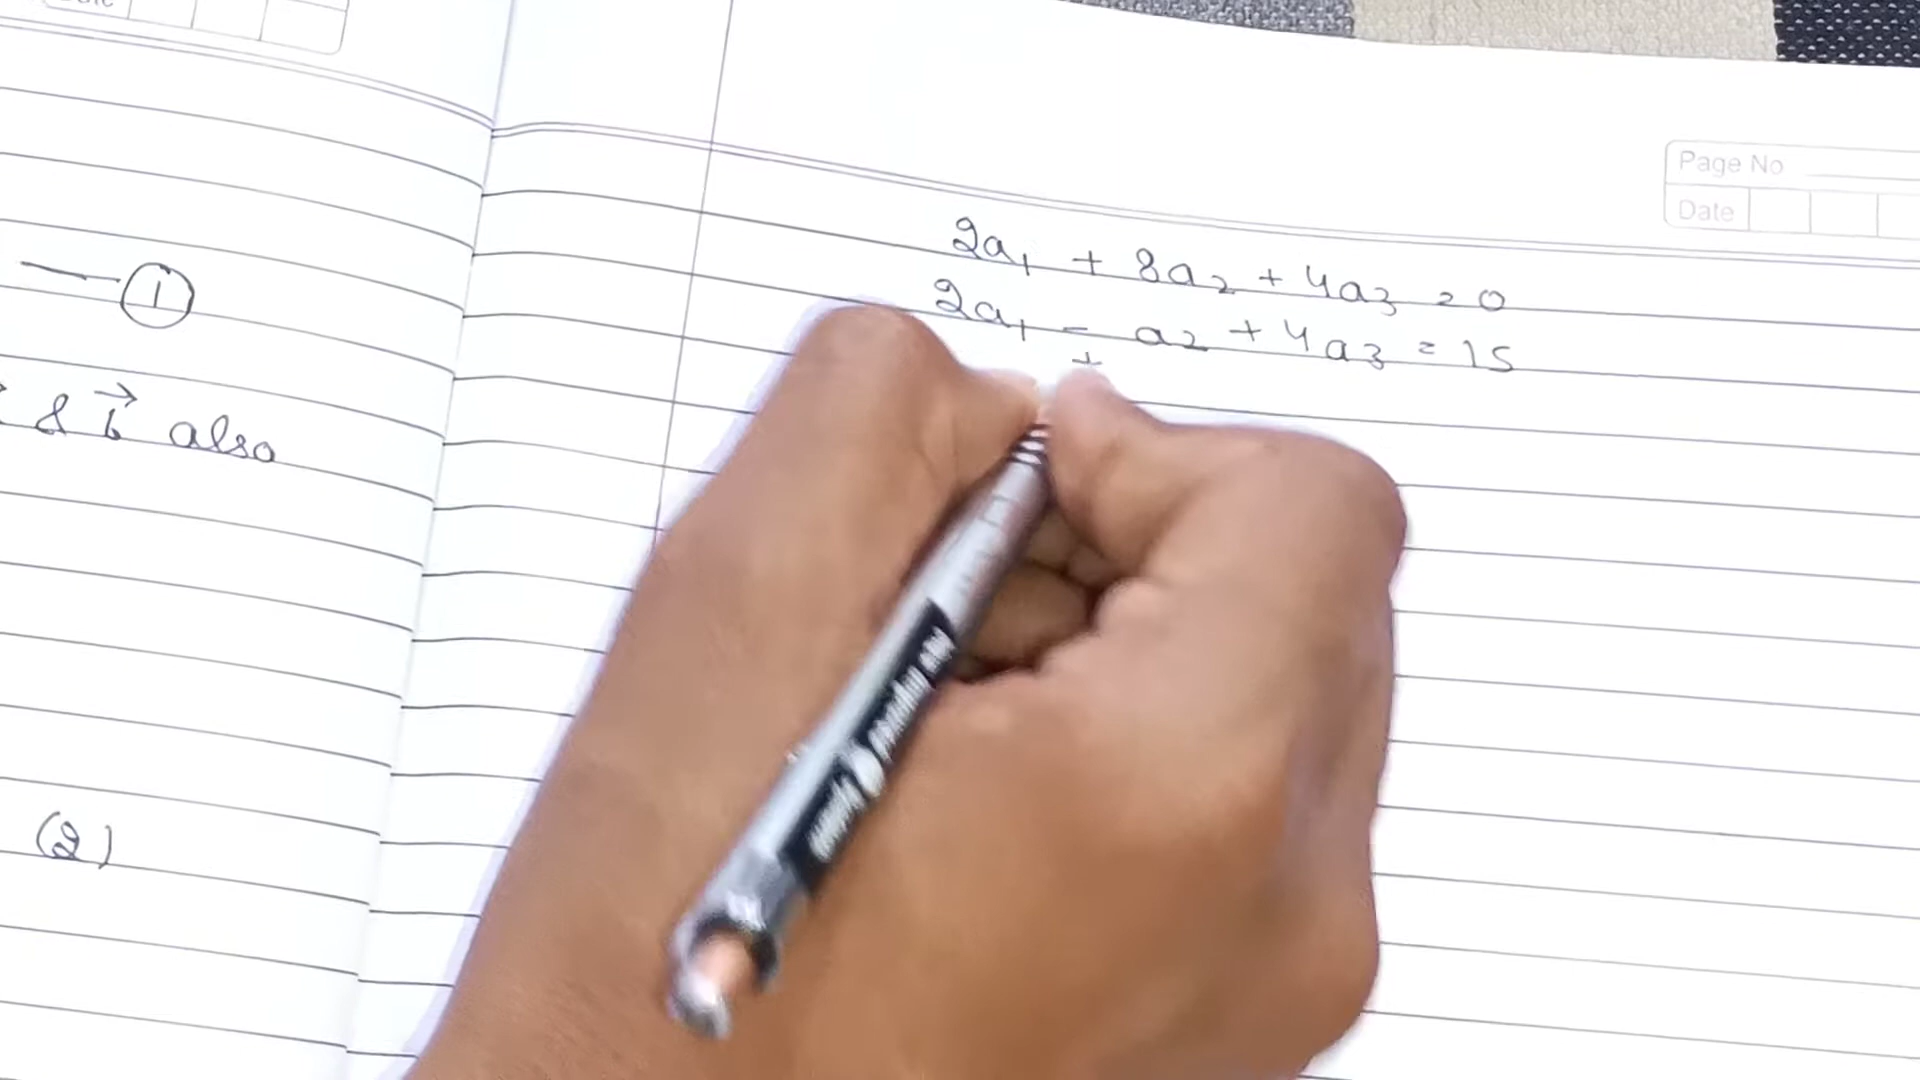 ①
& b⃗ also
(2)
Page No
Date
2a₁ + 8a₂ + 4a₃ = 0
2a₁ - a₂ + 4a₃ = 15
+